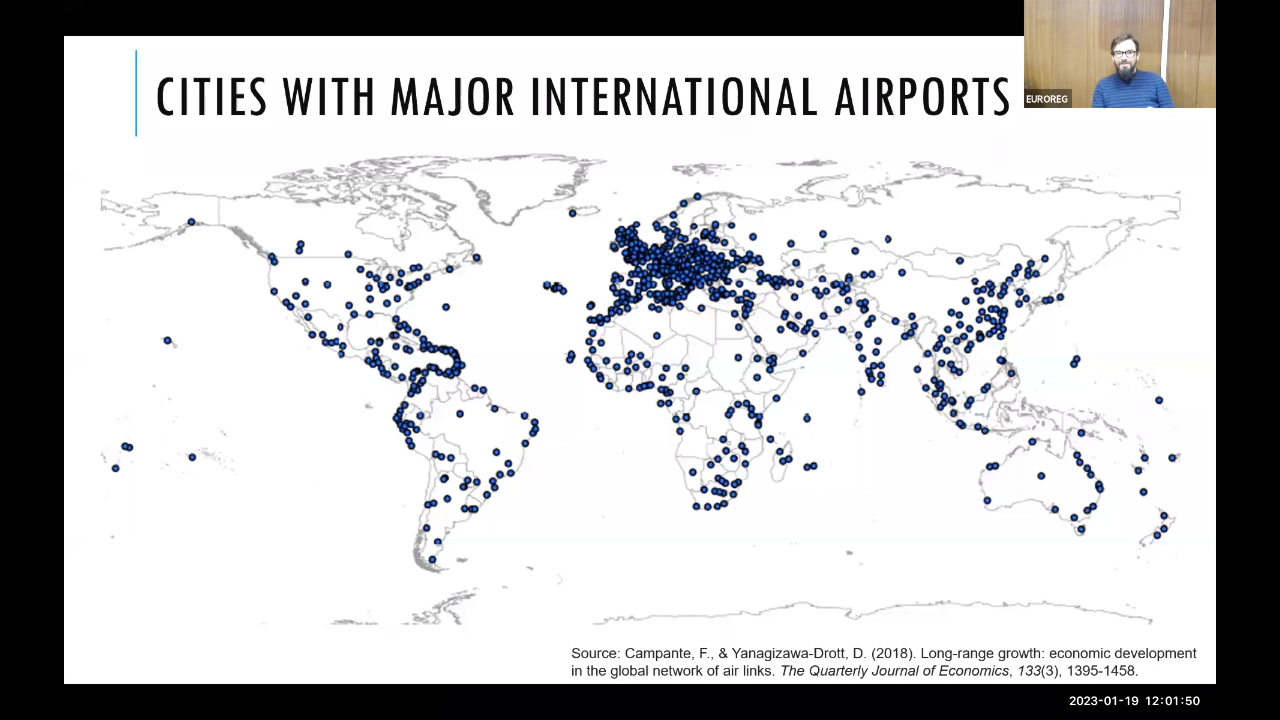 CITIES WITH MAJOR INTERNATIONAL AIRPORTS
EUROREG
Source: Campante, F., & Yanagizawa-Drott, D. (2018). Long-range growth: economic development
in the global network of air links. The Quarterly Journal of Economics, 133(3), 1395-1458.
2023-01-19 12:01:50